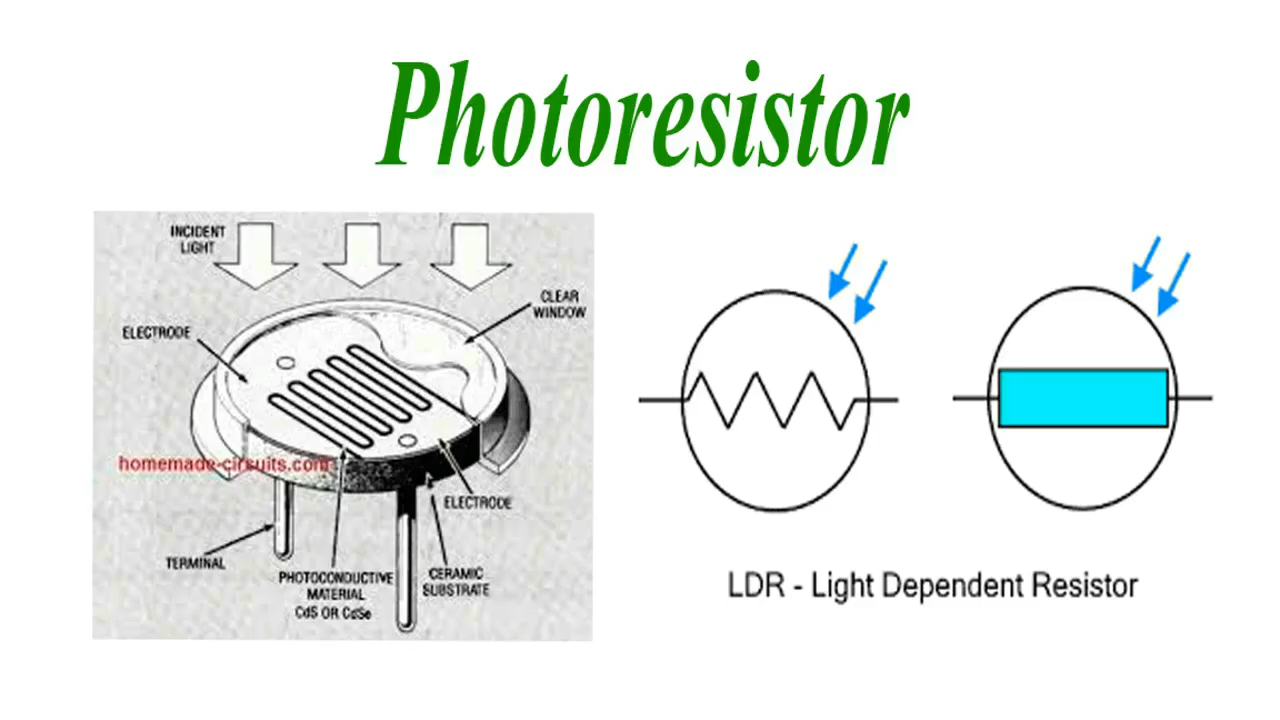 Photoresistor
INCIDENT
LIGHT
CLEAR
WINDOW
ELECTRODE
homemade-circuits.com
ELECTRODE
TERMINAL
PHOTOCONDUCTIVE
MATERIAL
CdS OR CdSe
CERAMIC
SUBSTRATE
LDR - Light Dependent Resistor